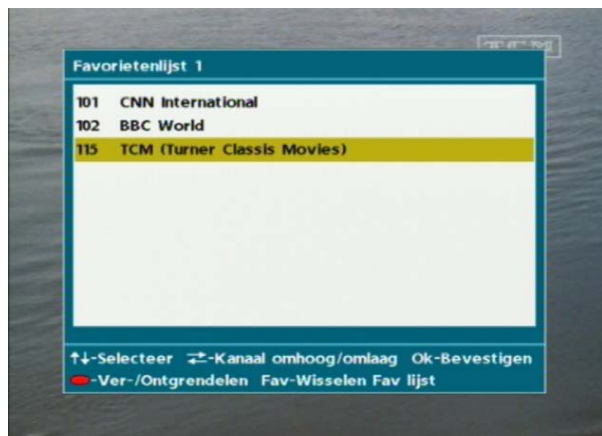 TCM
Favorietenlijst 1
101 CNN International
102 BBC World
115 TCM (Turner Classis Movies)
↑↓-Selecteer ⇄-Kanaal omhoog/omlaag Ok-Bevestigen
-Ver-/Ontgrendelen Fav-Wisselen Fav lijst